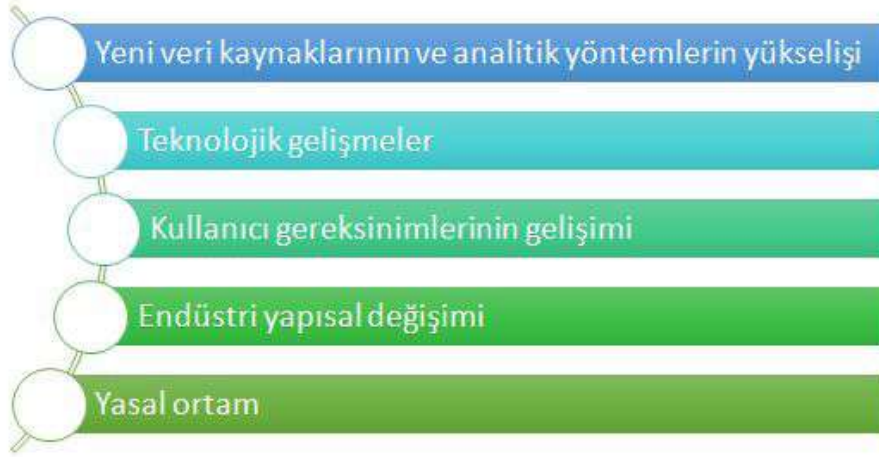 Yeni veri kaynaklarının ve analitik yöntemlerin yükselişi
Teknolojik gelişmeler
Kullanıcı gereksinimlerinin gelişimi
Endüstri yapısal değişimi
Yasal ortam